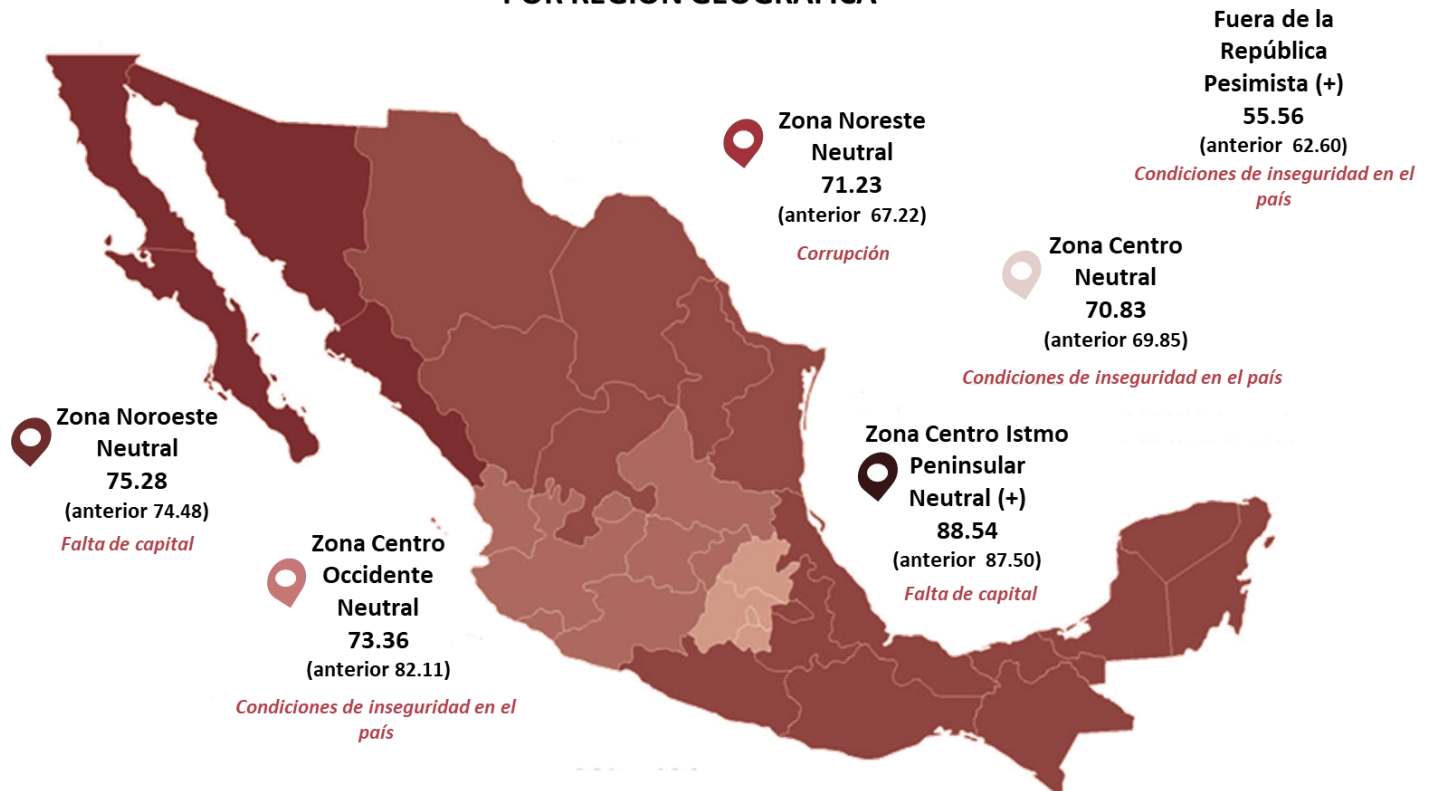 POR REGIÓN GEOGRÁFICA
Fuera de la
República
Pesimista (+)
55.56
(anterior 62.60)
Condiciones de inseguridad en el
país
Zona Noreste
Neutral
71.23
(anterior 67.22)
Corrupción
Zona Centro
Neutral
70.83
(anterior 69.85)
Condiciones de inseguridad en el país
Zona Noroeste
Neutral
75.28
(anterior 74.48)
Falta de capital
Zona Centro Istmo
Peninsular
Neutral (+)
88.54
(anterior 87.50)
Falta de capital
Zona Centro
Occidente
Neutral
73.36
(anterior 82.11)
Condiciones de inseguridad en el
país